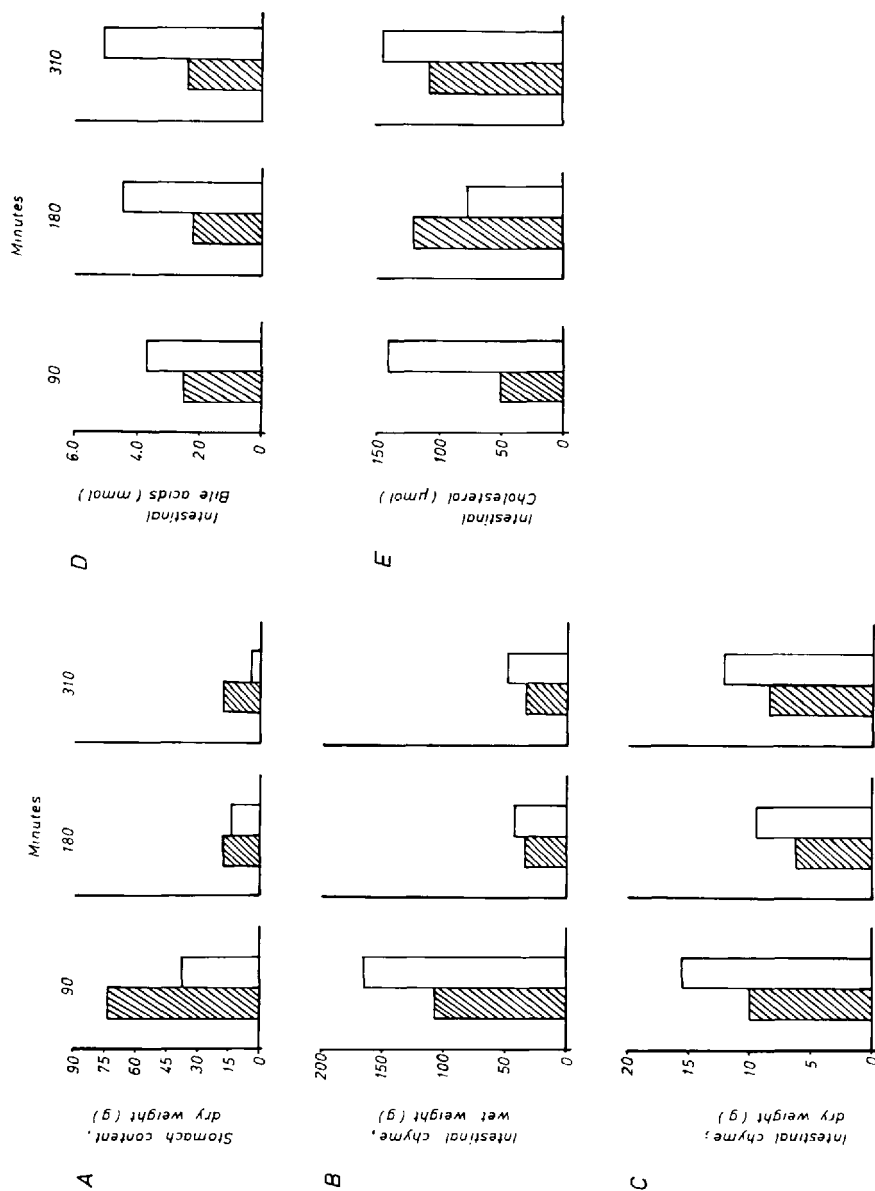 Minutes
90
180
310
A
Stomach content,
dry weight (g)
90
75
60
45
30
15
0
B
Intestinal chyme,
wet weight (g)
200
150
100
50
0
C
Intestinal chyme;
dry weight (g)
20
15
10
5
0
Minutes
90
180
310
D
Intestinal
Bile acids (mmol)
6.0
4.0
2.0
0
E
Intestinal
Cholesterol (µmol)
150
100
50
0